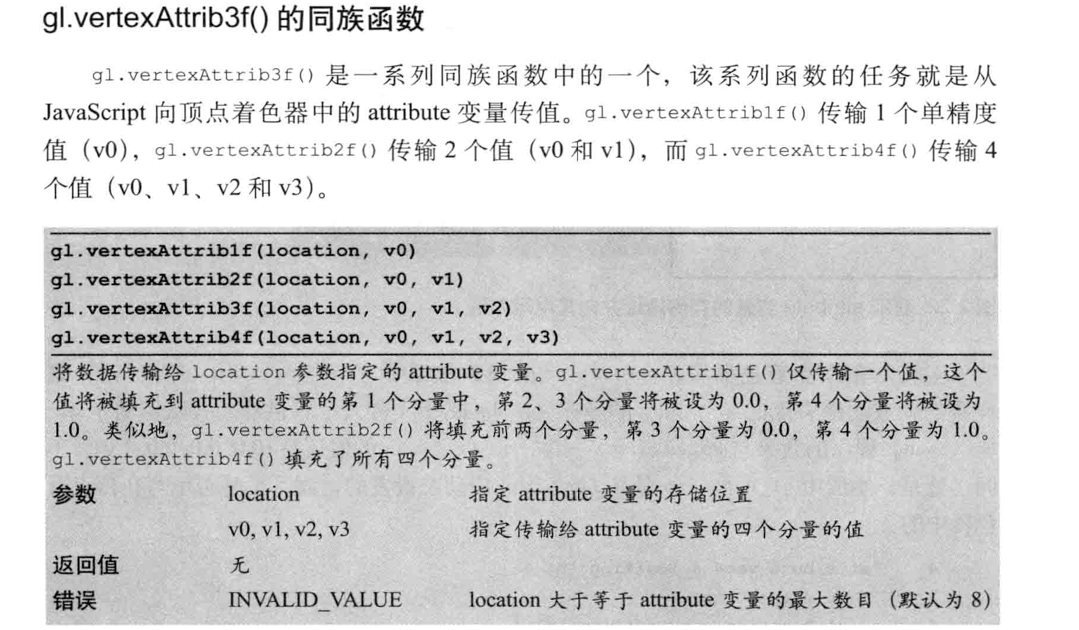 gl.vertexAttrib3f() 的同族函数
gl.vertexAttrib3f() 是一系列同族函数中的一个，该系列函数的任务就是从
JavaScript 向顶点着色器中的 attribute 变量传值。gl.vertexAttrib1f() 传输 1 个单精度
值（v0），gl.vertexAttrib2f() 传输 2 个值（v0 和 v1），而 gl.vertexAttrib4f() 传输 4
个值（v0、v1、v2 和 v3）。
gl.vertexAttrib1f(location, v0)
gl.vertexAttrib2f(location, v0, v1)
gl.vertexAttrib3f(location, v0, v1, v2)
gl.vertexAttrib4f(location, v0, v1, v2, v3)
将数据传输给 location 参数指定的 attribute 变量。gl.vertexAttrib1f() 仅传输一个值，这个
值将被填充到 attribute 变量的第 1 个分量中，第 2、3 个分量将被设为 0.0，第 4 个分量将被设为
1.0。类似地，gl.vertexAttrib2f() 将填充前两个分量，第 3 个分量为 0.0，第 4 个分量为 1.0。
gl.vertexAttrib4f() 填充了所有四个分量。
参数 location 指定 attribute 变量的存储位置
v0, v1, v2, v3 指定传输给 attribute 变量的四个分量的值
返回值 无
错误 INVALID_VALUE location 大于等于 attribute 变量的最大数目（默认为 8）